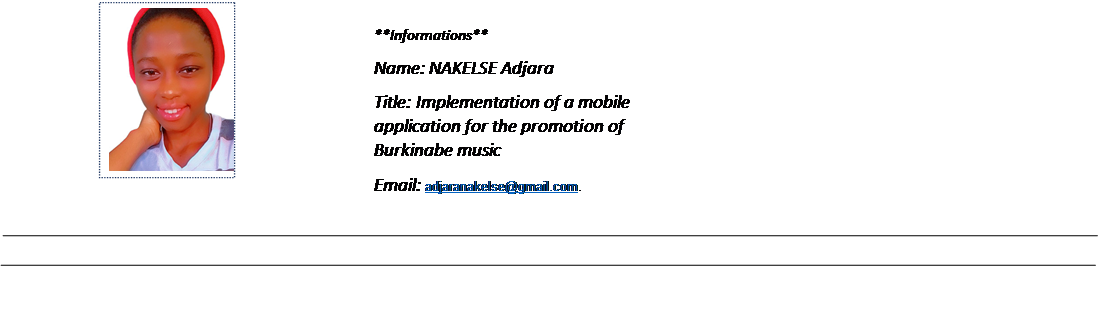 **Informations**
Name: NAKELSE Adjara
Title: Implementation of a mobile
application for the promotion of
Burkinabe music
Email: adjaranakelse@gmail.com.